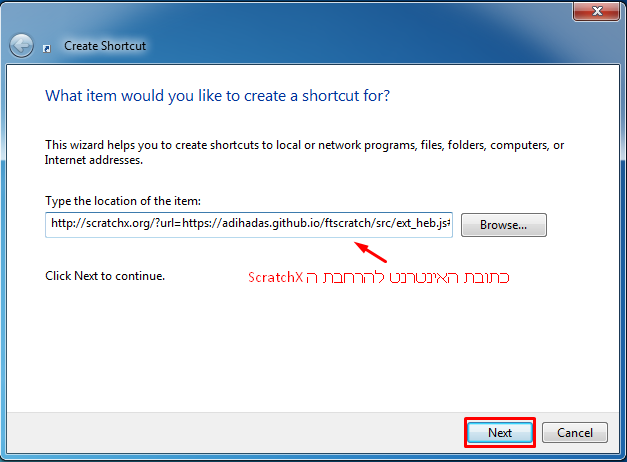 Create Shortcut
What item would you like to create a shortcut for?
This wizard helps you to create shortcuts to local or network programs, files, folders, computers, or
Internet addresses.
Type the location of the item:
http://scratchx.org/?url=https://adihadas.github.io/ftscratch/src/ext_heb.js#
Browse...
Click Next to continue.
כתובת האינטרנט להרחבת ה ScratchX
Next
Cancel